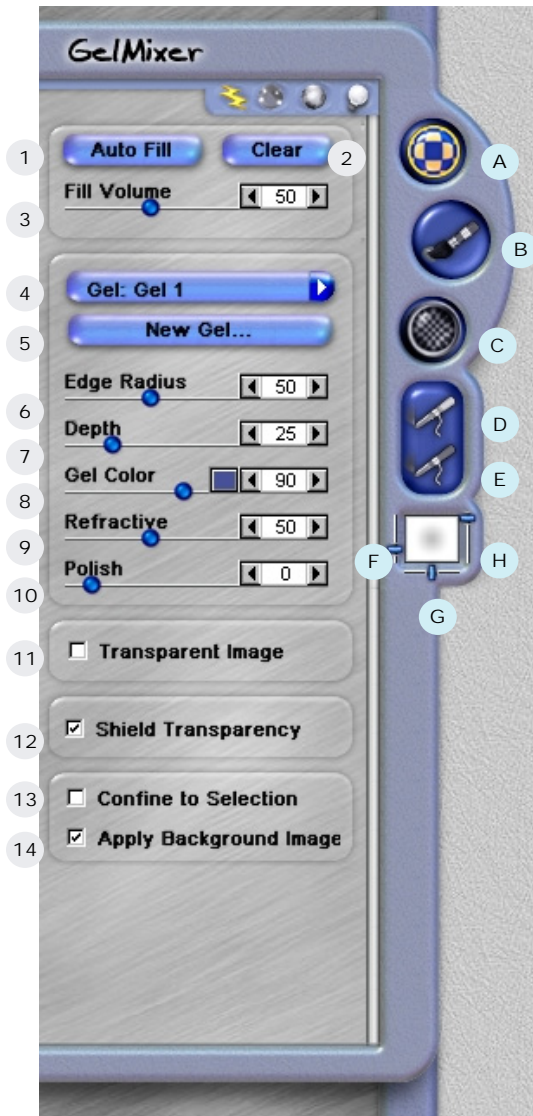 GelMixer
1 Auto Fill Clear 2 A
3 Fill Volume 50
B
4 Gel: Gel 1
5 New Gel... C
6 Edge Radius 50
D
7 Depth 25
E
8 Gel Color 90
9 Refractive 50
F H
10 Polish 0
G
11 Transparent Image
12 Shield Transparency
13 Confine to Selection
14 Apply Background Image